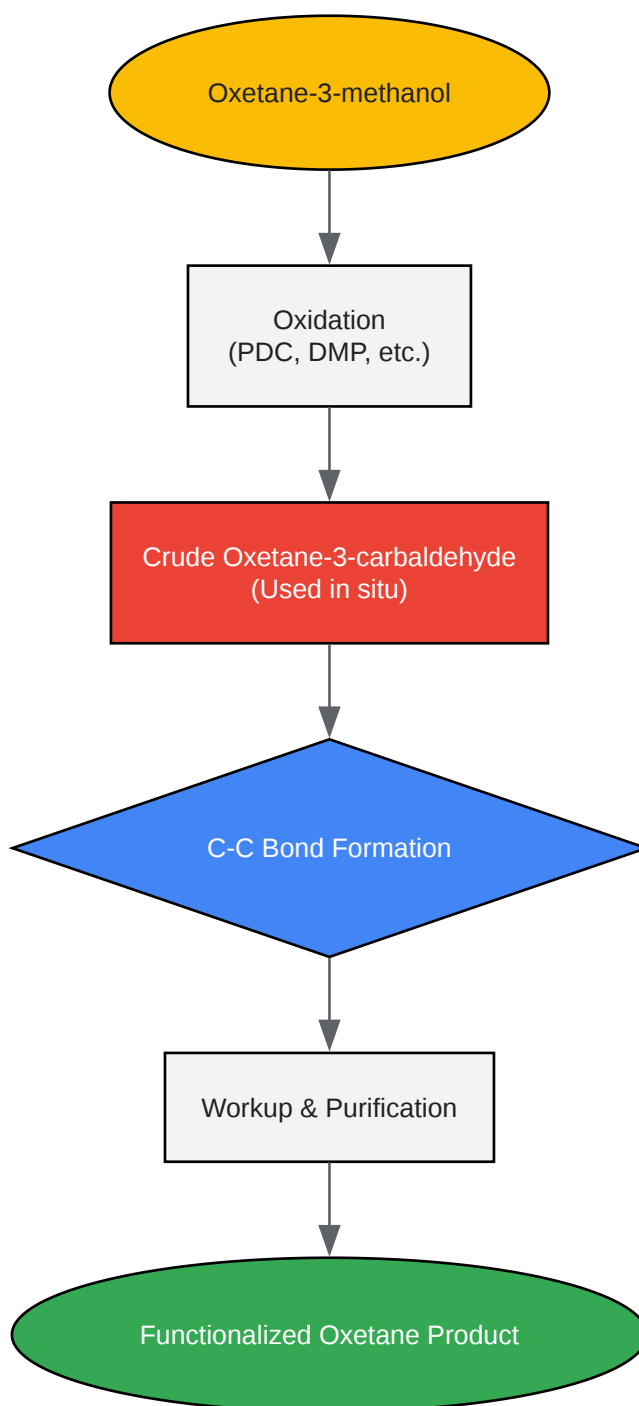 Oxetane-3-methanol
Oxidation
(PDC, DMP, etc.)
Crude Oxetane-3-carbaldehyde
(Used in situ)
C-C Bond Formation
Workup & Purification
Functionalized Oxetane Product